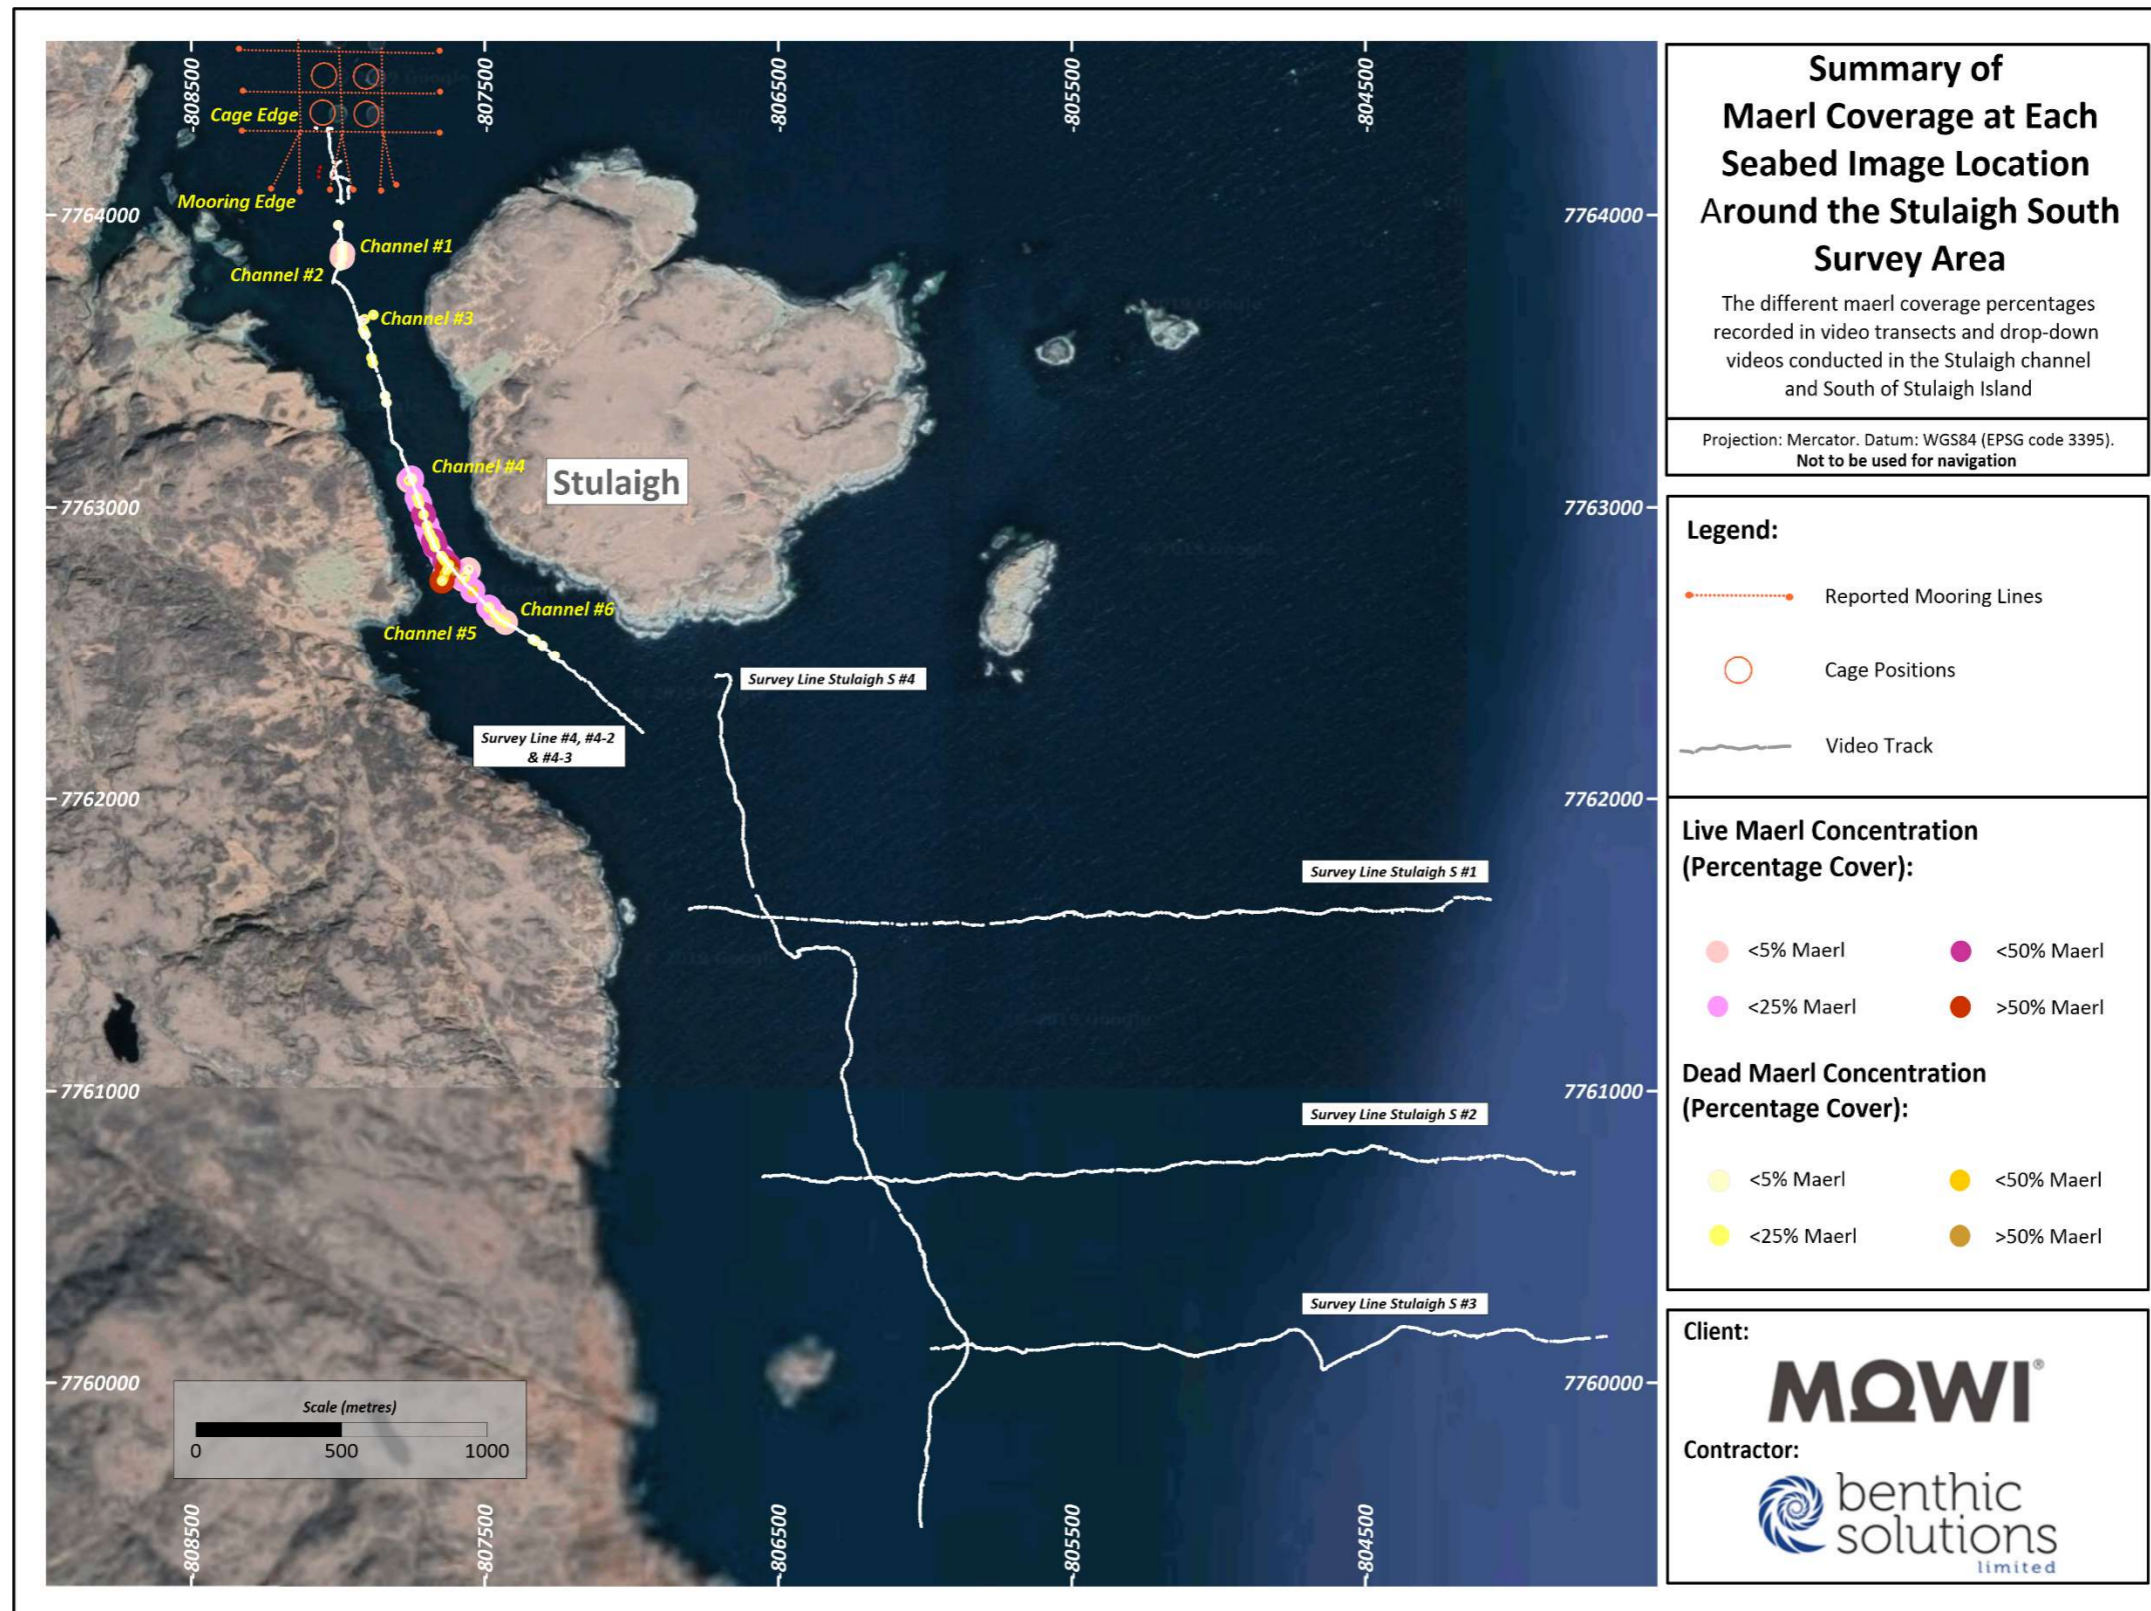 Summary of
Maerl Coverage at Each
Seabed Image Location
Around the Stulaigh South
Survey Area
The different maerl coverage percentages
recorded in video transects and drop-down
videos conducted in the Stulaigh channel
and South of Stulaigh Island
Projection: Mercator. Datum: WGS84 (EPSG code 3395).
Not to be used for navigation
Legend:
Reported Mooring Lines
Cage Positions
Video Track
Live Maerl Concentration
(Percentage Cover):
<5% Maerl
<50% Maerl
<25% Maerl
>50% Maerl
Dead Maerl Concentration
(Percentage Cover):
<5% Maerl
<50% Maerl
<25% Maerl
>50% Maerl
Client:
MOWI®
Contractor:
benthic
solutions
limited
-808500
-807500
-806500
-805500
-804500
Cage Edge
Mooring Edge
7764000
7764000
Channel #1
Channel #2
Channel #3
Channel #4
Stulaigh
7763000
7763000
Channel #6
Channel #5
Survey Line Stulaigh S #4
Survey Line #4, #4-2
& #4-3
7762000
7762000
Survey Line Stulaigh S #1
7761000
7761000
Survey Line Stulaigh S #2
Survey Line Stulaigh S #3
7760000
7760000
Scale (metres)
0 500 1000
-808500
-807500
-806500
-805500
-804500